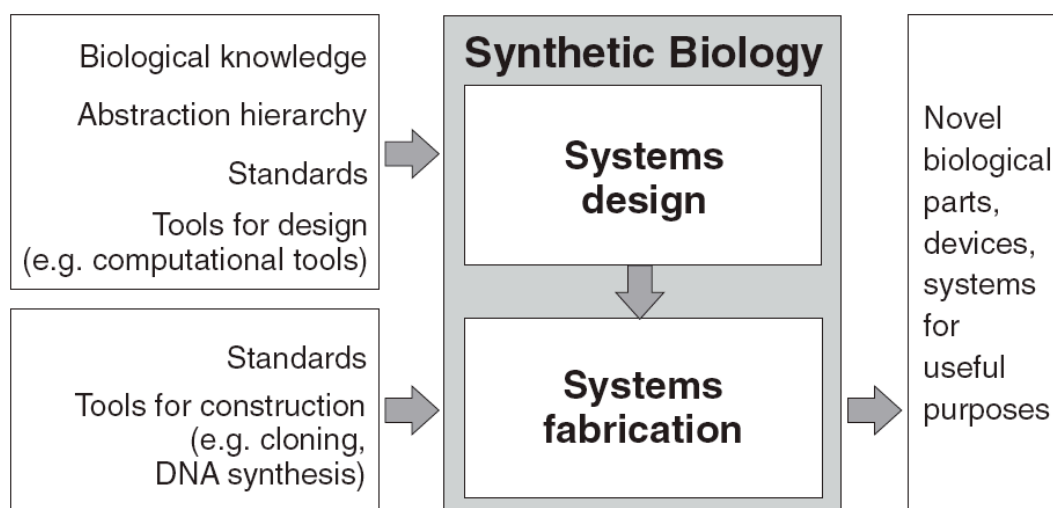 Biological knowledge
Abstraction hierarchy
Standards
Tools for design
(e.g. computational tools)
Standards
Tools for construction
(e.g. cloning,
DNA synthesis)
Synthetic Biology
Systems
design
Systems
fabrication
Novel
biological
parts,
devices,
systems
for
useful
purposes